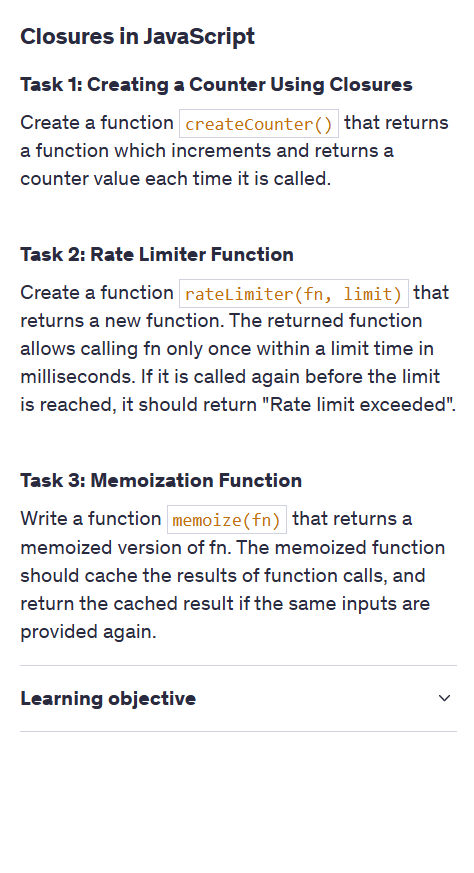 Closures in JavaScript
Task 1: Creating a Counter Using Closures
Create a function createCounter() that returns
a function which increments and returns a
counter value each time it is called.
Task 2: Rate Limiter Function
Create a function rateLimiter(fn, limit) that
returns a new function. The returned function
allows calling fn only once within a limit time in
milliseconds. If it is called again before the limit
is reached, it should return "Rate limit exceeded".
Task 3: Memoization Function
Write a function memoize(fn) that returns a
memoized version of fn. The memoized function
should cache the results of function calls, and
return the cached result if the same inputs are
provided again.
Learning objective